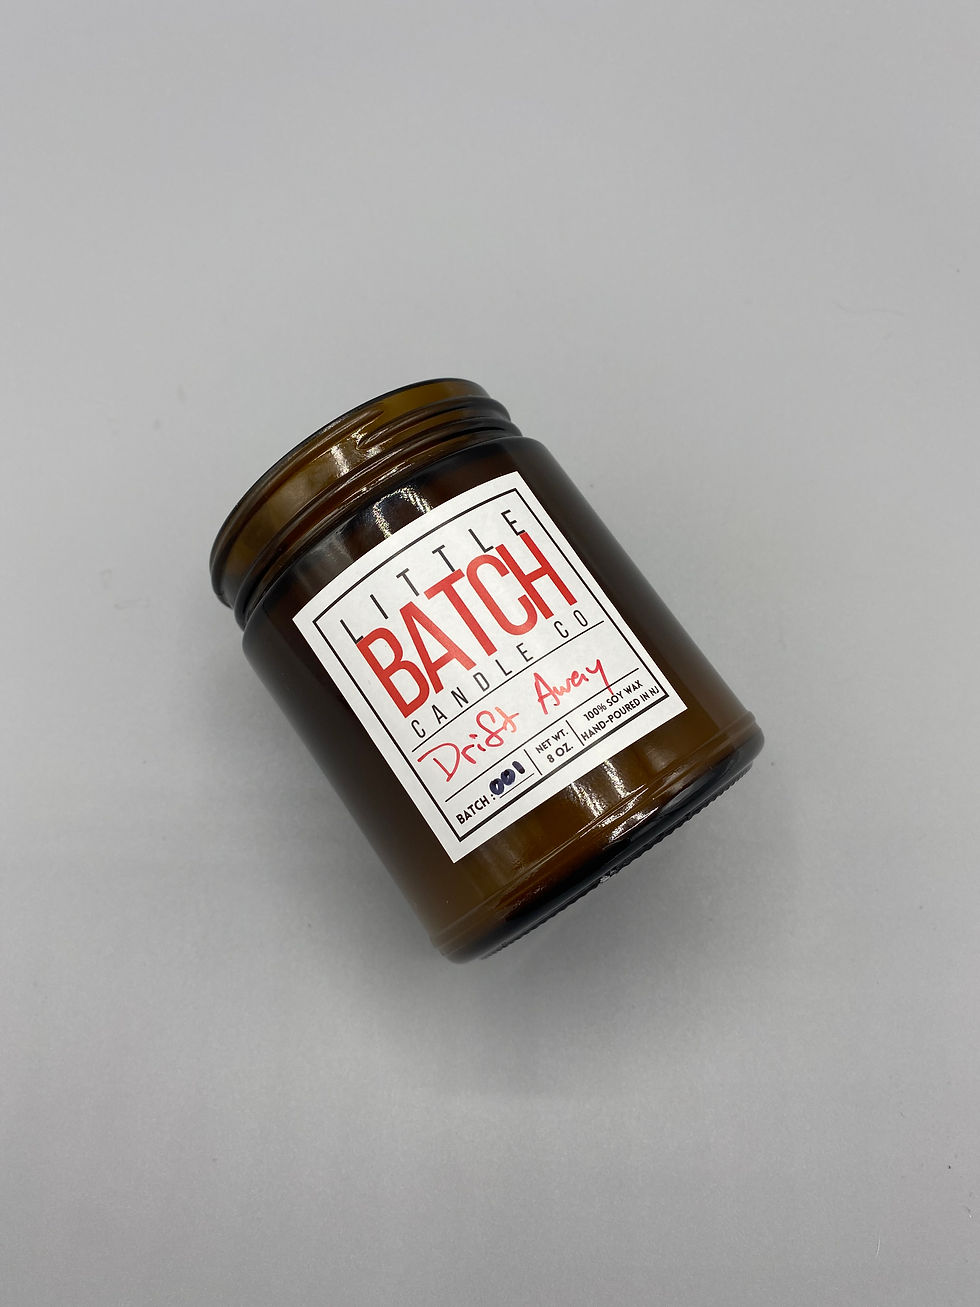 LITTLE
BATCH
CANDLE CO
Drift Away
BATCH: 001
NET WT.
8 OZ.
100% SOY WAX
HAND-POURED IN NJ